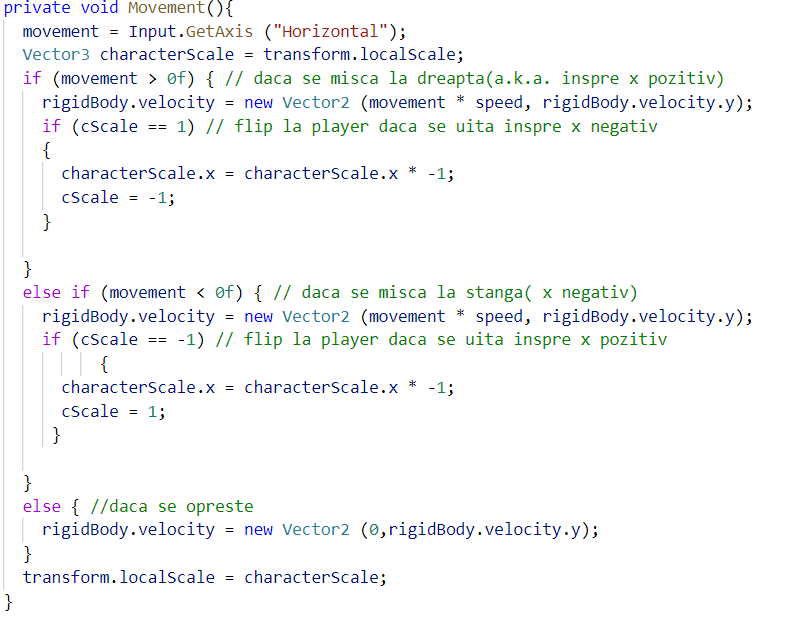 private void Movement(){
movement = Input.GetAxis ("Horizontal");
Vector3 characterScale = transform.localScale;
if (movement > 0f) { // daca se misca la dreapta(a.k.a. inspre x pozitiv)
rigidBody.velocity = new Vector2 (movement * speed, rigidBody.velocity.y);
if (cScale == 1) // flip la player daca se uita inspre x negativ
{
characterScale.x = characterScale.x * -1;
cScale = -1;
}
}
else if (movement < 0f) { // daca se misca la stanga( x negativ)
rigidBody.velocity = new Vector2 (movement * speed, rigidBody.velocity.y);
if (cScale == -1) // flip la player daca se uita inspre x pozitiv
{
characterScale.x = characterScale.x * -1;
cScale = 1;
}
}
else { //daca se opreste
rigidBody.velocity = new Vector2 (0,rigidBody.velocity.y);
}
transform.localScale = characterScale;
}